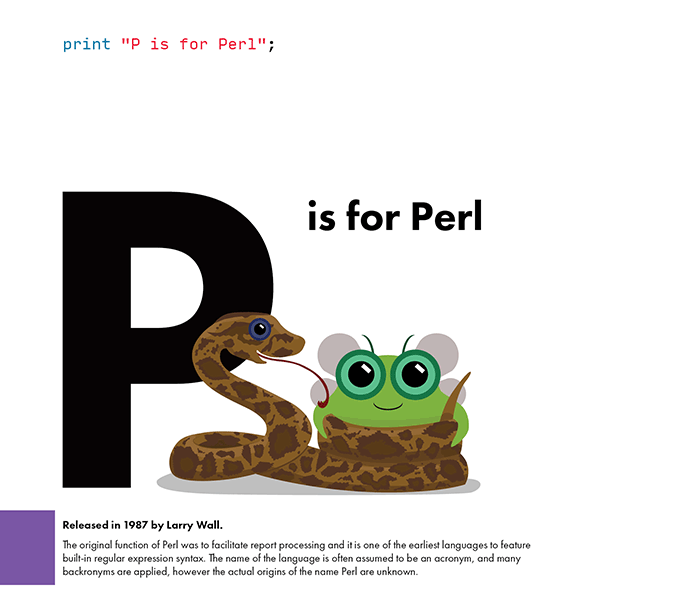 print "P is for Perl";
P is for Perl
Released in 1987 by Larry Wall.
The original function of Perl was to facilitate report processing and it is one of the earliest languages to feature
built-in regular expression syntax. The name of the language is often assumed to be an acronym, and many
backronyms are applied, however the actual origins of the name Perl are unknown.